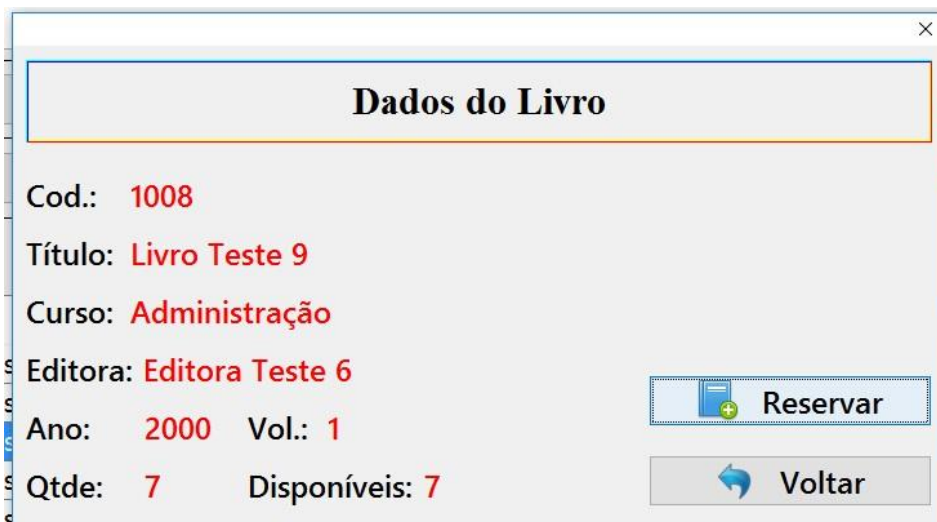 Dados do Livro
Cod.: 1008
Título: Livro Teste 9
Curso: Administração
Editora: Editora Teste 6
Reservar
Ano: 2000 Vol.: 1
Voltar
Qtde: 7 Disponíveis: 7